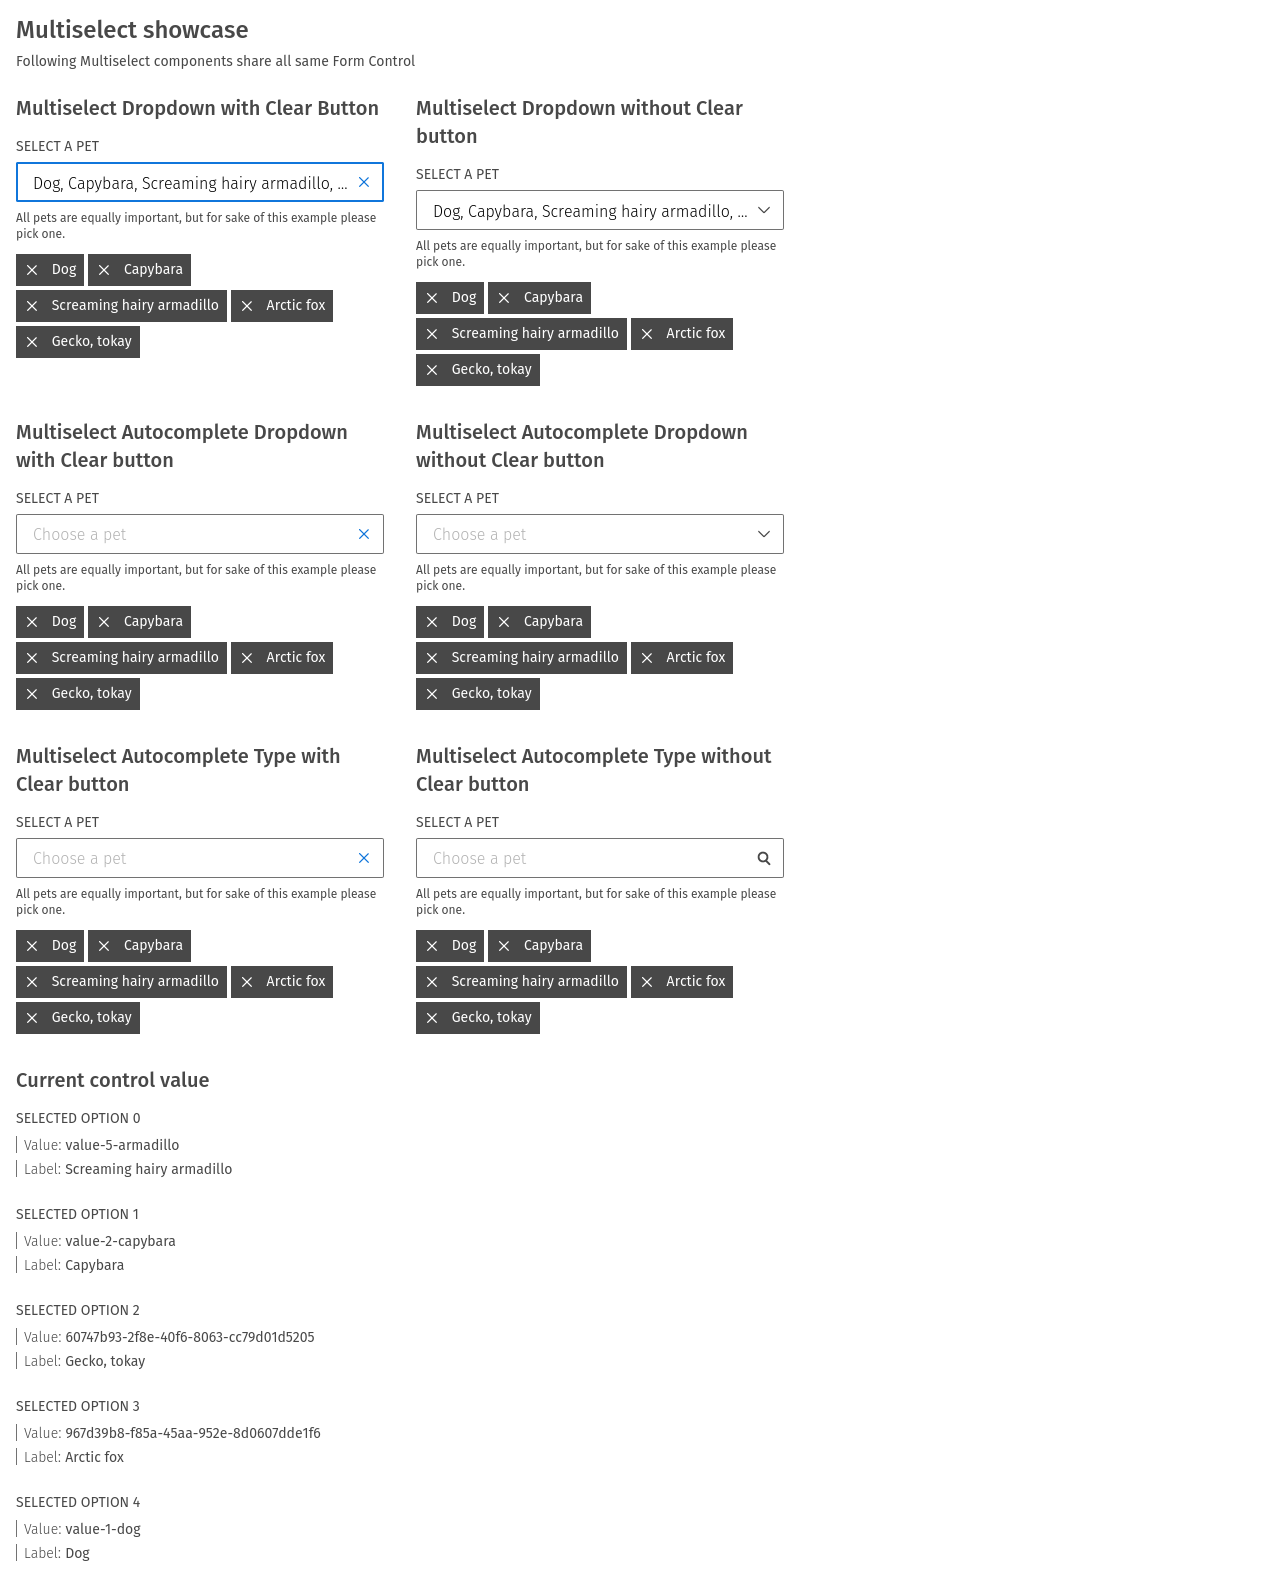 Multiselect showcase
Following Multiselect components share all same Form Control
Multiselect Dropdown with Clear Button
SELECT A PET
Dog, Capybara, Screaming hairy armadillo, ...
All pets are equally important, but for sake of this example please
pick one.
Dog Capybara
Screaming hairy armadillo Arctic fox
Gecko, tokay
Multiselect Dropdown without Clear
button
SELECT A PET
Dog, Capybara, Screaming hairy armadillo, ...
All pets are equally important, but for sake of this example please
pick one.
Dog Capybara
Screaming hairy armadillo Arctic fox
Gecko, tokay
Multiselect Autocomplete Dropdown
with Clear button
SELECT A PET
Choose a pet
All pets are equally important, but for sake of this example please
pick one.
Dog Capybara
Screaming hairy armadillo Arctic fox
Gecko, tokay
Multiselect Autocomplete Dropdown
without Clear button
SELECT A PET
Choose a pet
All pets are equally important, but for sake of this example please
pick one.
Dog Capybara
Screaming hairy armadillo Arctic fox
Gecko, tokay
Multiselect Autocomplete Type with
Clear button
SELECT A PET
Choose a pet
All pets are equally important, but for sake of this example please
pick one.
Dog Capybara
Screaming hairy armadillo Arctic fox
Gecko, tokay
Multiselect Autocomplete Type without
Clear button
SELECT A PET
Choose a pet
All pets are equally important, but for sake of this example please
pick one.
Dog Capybara
Screaming hairy armadillo Arctic fox
Gecko, tokay
Current control value
SELECTED OPTION 0
Value: value-5-armadillo
Label: Screaming hairy armadillo
SELECTED OPTION 1
Value: value-2-capybara
Label: Capybara
SELECTED OPTION 2
Value: 60747b93-2f8e-40f6-8063-cc79d01d5205
Label: Gecko, tokay
SELECTED OPTION 3
Value: 967d39b8-f85a-45aa-952e-8d0607dde1f6
Label: Arctic fox
SELECTED OPTION 4
Value: value-1-dog
Label: Dog